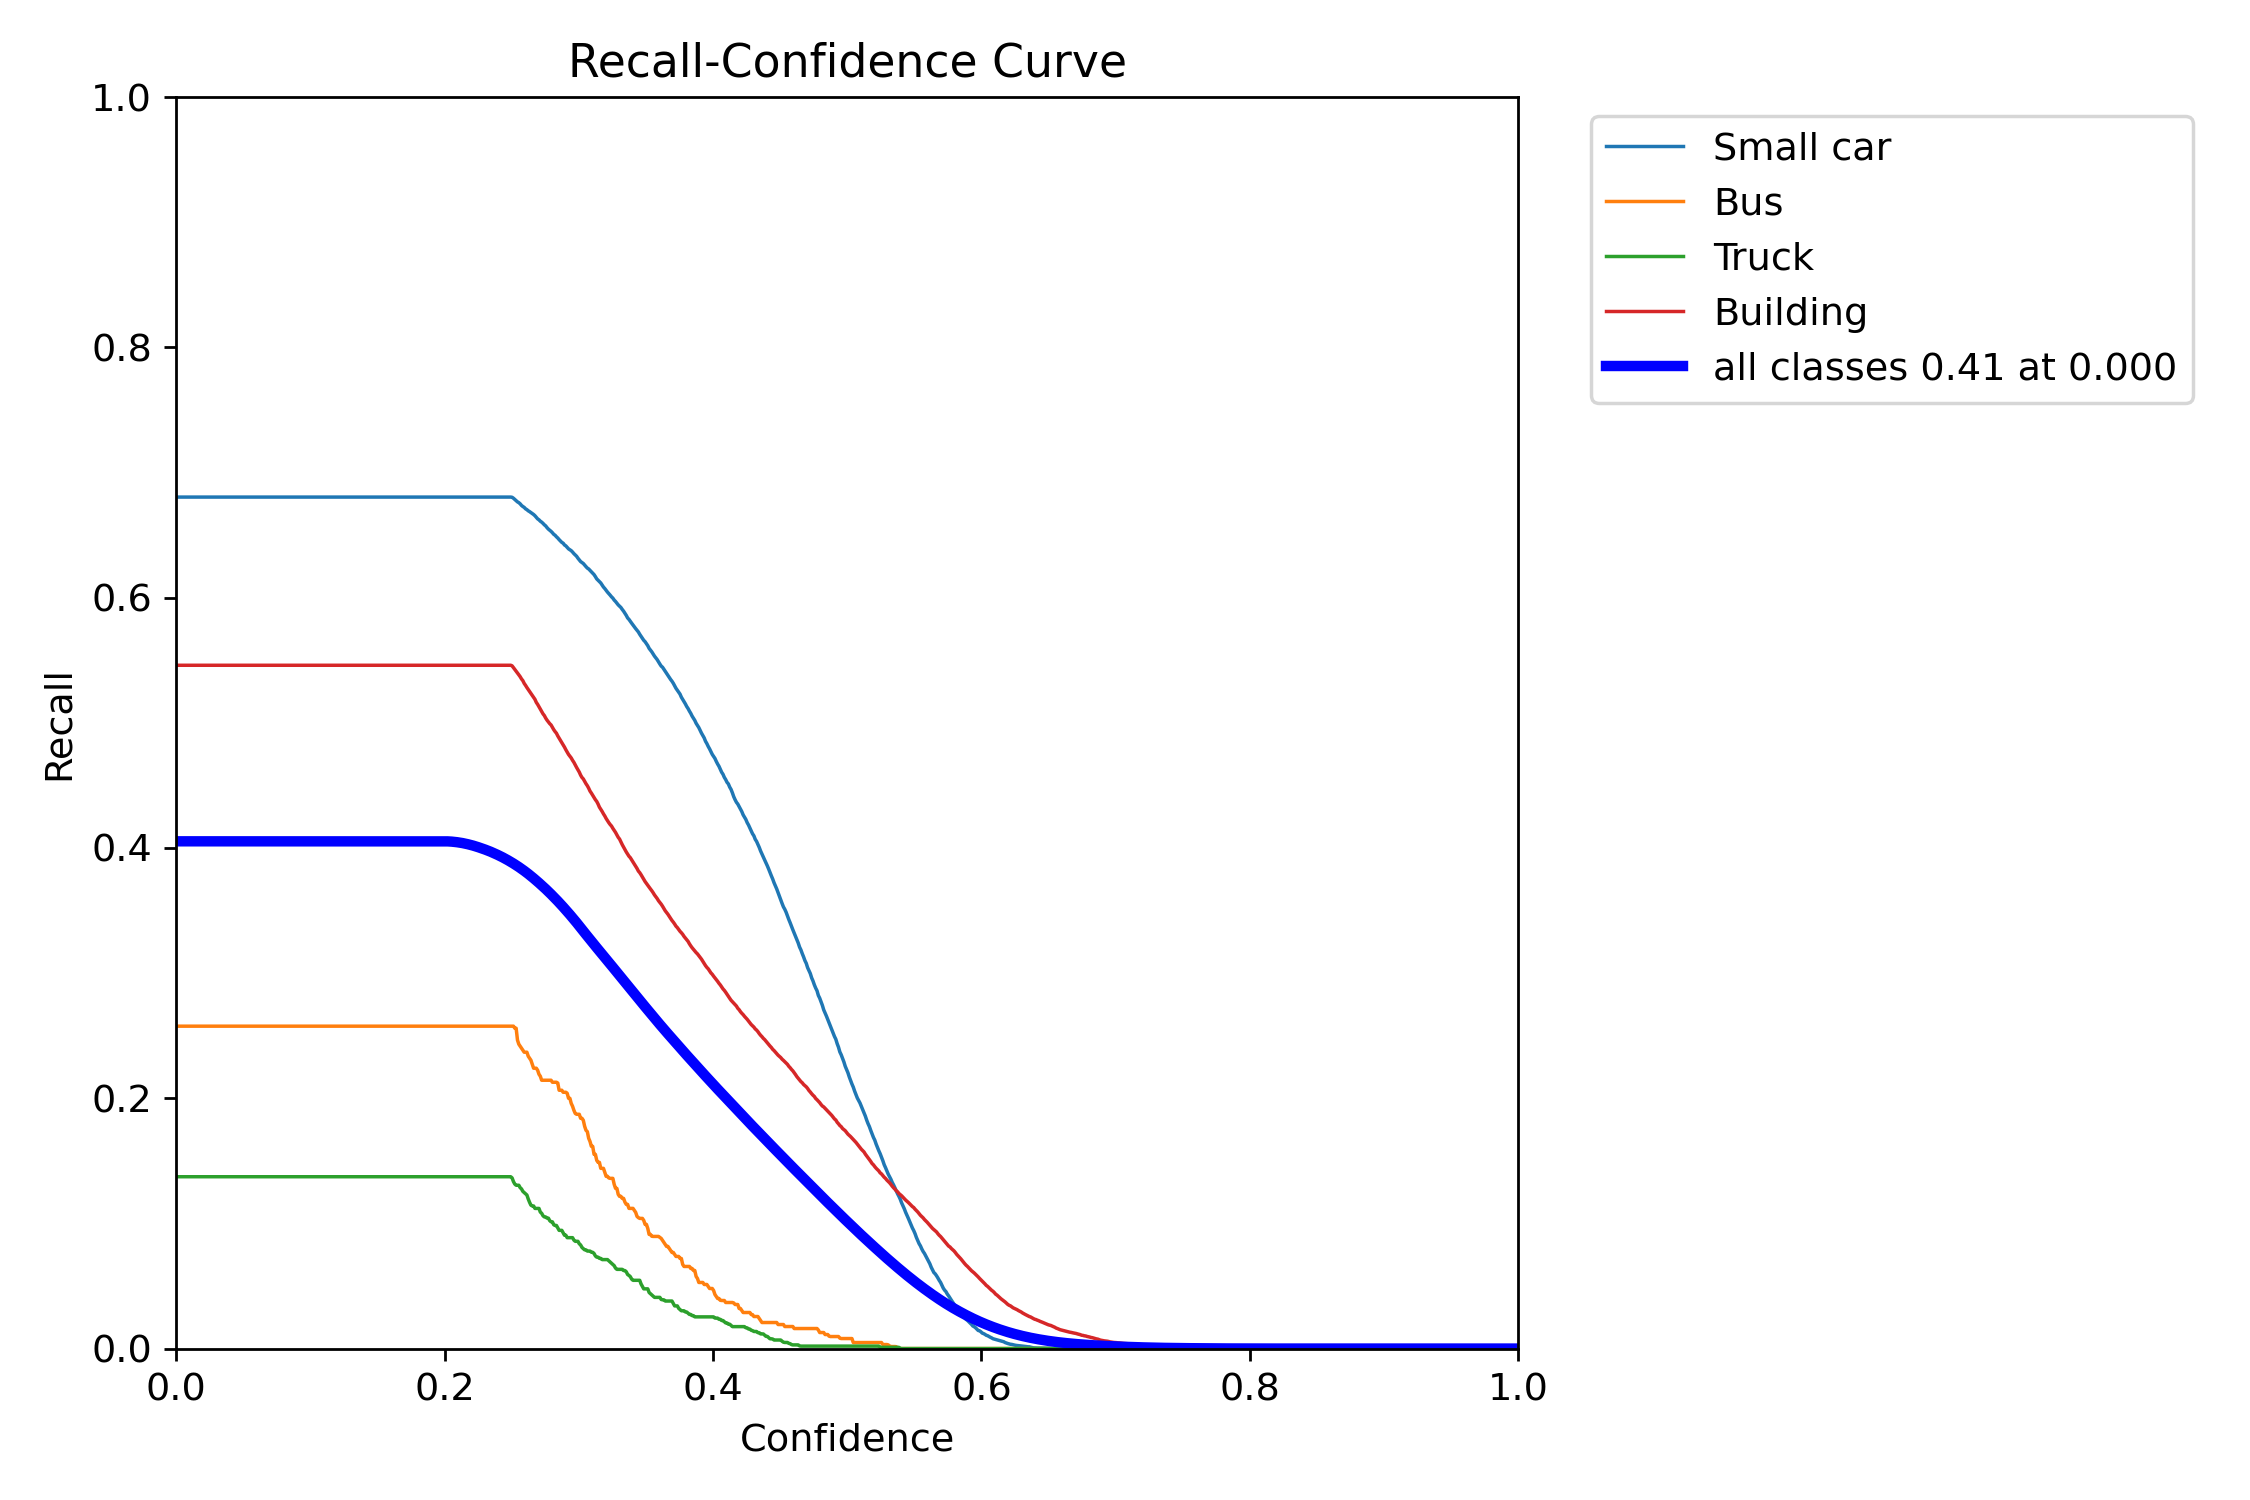 Recall-Confidence Curve
1.0
0.8
0.6
0.4
0.2
0.0
Recall
0.0 0.2 0.4 0.6 0.8 1.0
Confidence
Small car
Bus
Truck
Building
all classes 0.41 at 0.000